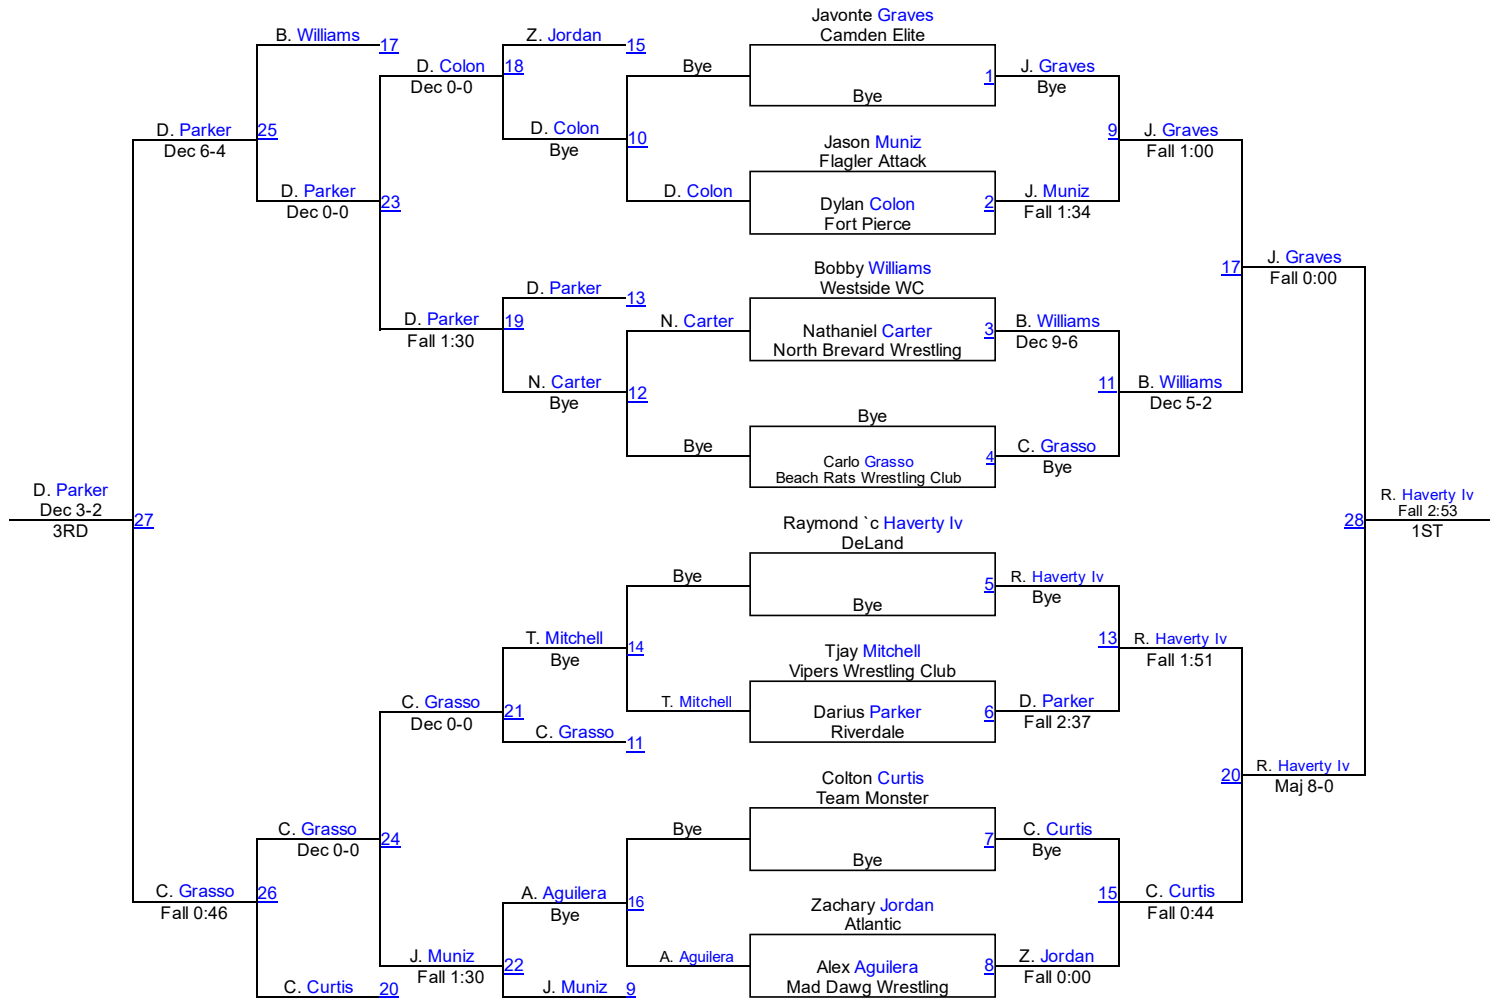 B. Williams
17
D. Parker
Dec 6-4
25
D. Parker
Dec 0-0
23
D. Colon
Dec 0-0
18
Z. Jordan
15
D. Colon
Bye
10
Bye
D. Colon
D. Parker
Fall 1:30
19
D. Parker
13
N. Carter
Bye
12
N. Carter
Bye
D. Parker
Dec 3-2
3RD
27
C. Grasso
Fall 0:46
26
C. Grasso
Dec 0-0
24
C. Curtis
20
C. Grasso
Dec 0-0
21
T. Mitchell
Bye
14
C. Grasso
11
Bye
T. Mitchell
J. Muniz
Fall 1:30
22
A. Aguilera
Bye
16
J. Muniz
9
Bye
A. Aguilera
Javonte Graves
Camden Elite
1
Bye
Jason Muniz
Flagler Attack
Dylan Colon
2
Fort Pierce
Bobby Williams
Westside WC
Nathaniel Carter
3
North Brevard Wrestling
Bye
Carlo Grasso
4
Beach Rats Wrestling Club
Raymond `c Haverty Iv
DeLand
5
Bye
Tjay Mitchell
Vipers Wrestling Club
Darius Parker
6
Riverdale
Colton Curtis
Team Monster
7
Bye
Zachary Jordan
Atlantic
Alex Aguilera
8
Mad Dawg Wrestling
J. Graves
Bye
9
J. Muniz
Fall 1:34
J. Graves
Fall 1:00
B. Williams
Dec 9-6
11
C. Grasso
Bye
B. Williams
Dec 5-2
17
J. Graves
Fall 0:00
R. Haverty Iv
Bye
13
D. Parker
Fall 2:37
R. Haverty Iv
Fall 1:51
C. Curtis
Bye
15
Z. Jordan
Fall 0:00
C. Curtis
Fall 0:44
20
R. Haverty Iv
Maj 8-0
28
R. Haverty Iv
Fall 2:53
1ST